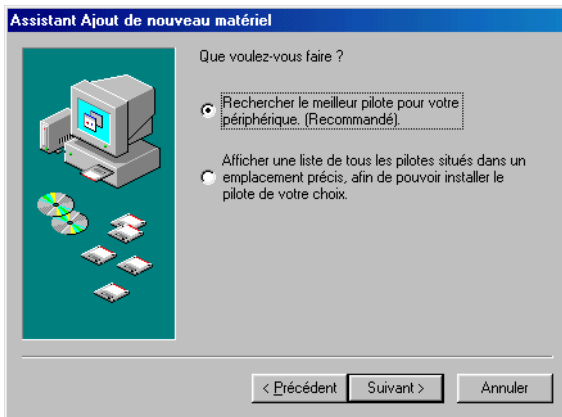 Assistant Ajout de nouveau matériel
Que voulez-vous faire ?
Rechercher le meilleur pilote pour votre
périphérique. (Recommandé).
Afficher une liste de tous les pilotes situés dans un
emplacement précis, afin de pouvoir installer le
pilote de votre choix.
< Précédent
Suivant >
Annuler